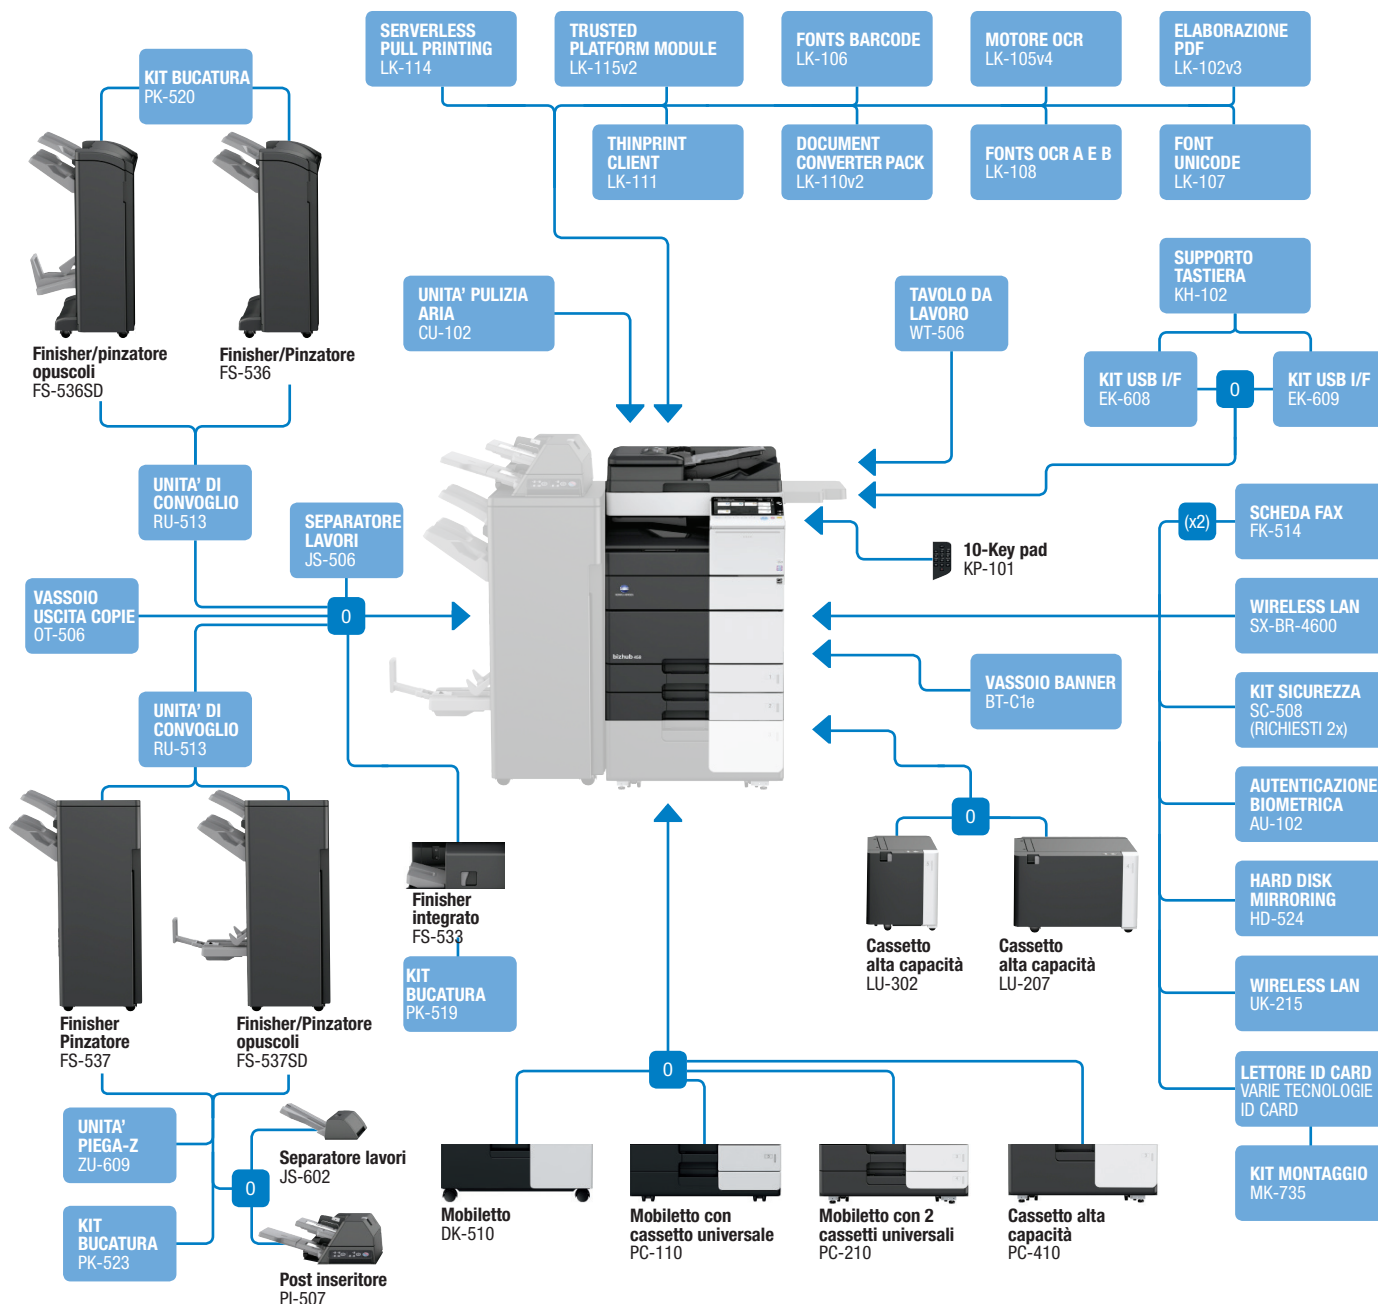 SERVERLESS
PULL PRINTING
LK-114
TRUSTED
PLATFORM MODULE
LK-115v2
FONTS BARCODE
LK-106
MOTORE OCR
LK-105v4
ELABORAZIONE
PDF
LK-102v3
KIT BUCATURA
PK-520
THINPRINT
CLIENT
LK-111
DOCUMENT
CONVERTER PACK
LK-110v2
FONTS OCR A E B
LK-108
FONT
UNICODE
LK-107
Finisher/pinzatore
opuscoli
FS-536SD
Finisher/Pinzatore
FS-536
UNITA' PULIZIA
ARIA
CU-102
TAVOLO DA
LAVORO
WT-506
SUPPORTO
TASTIERA
KH-102
KIT USB I/F
EK-608
0
KIT USB I/F
EK-609
UNITA' DI
CONVOGLIO
RU-513
SEPARATORE
LAVORI
JS-506
VASSOIO
USCITA COPIE
OT-506
0
10-Key pad
KP-101
(x2)
SCHEDA FAX
FK-514
WIRELESS LAN
SX-BR-4600
bizhub
VASSOIO BANNER
BT-C1e
KIT SICUREZZA
SC-508
(RICHIESTI 2x)
UNITA' DI
CONVOGLIO
RU-513
AUTENTICAZIONE
BIOMETRICA
AU-102
0
HARD DISK
MIRRORING
HD-524
Finisher
integrato
FS-533
Cassetto
alta capacità
LU-302
Cassetto
alta capacità
LU-207
KIT
BUCATURA
PK-519
WIRELESS LAN
UK-215
Finisher
Pinzatore
FS-537
Finisher/Pinzatore
opuscoli
FS-537SD
0
LETTORE ID CARD
VARIE TECNOLOGIE
ID CARD
UNITA'
PIEGA-Z
ZU-609
Separatore lavori
JS-602
0
KIT MONTAGGIO
MK-735
KIT
BUCATURA
PK-523
Post inseritore
PI-507
Mobiletto
DK-510
Mobiletto con
cassetto universale
PC-110
Mobiletto con 2
cassetti universali
PC-210
Cassetto alta
capacità
PC-410